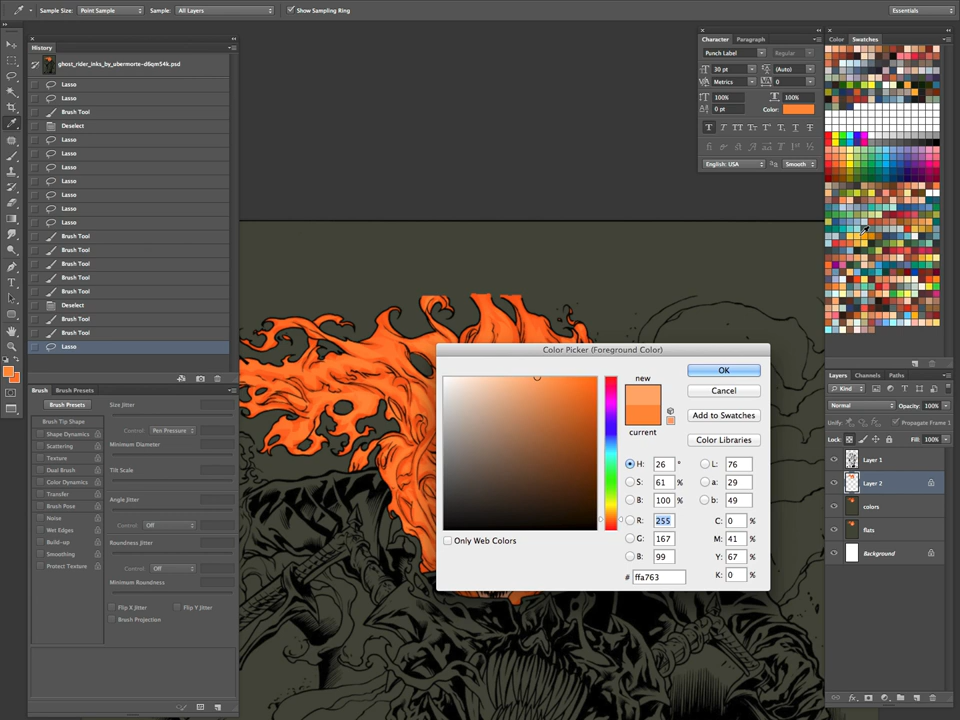 Sample Size: Point Sample Sample: All Layers Show Sampling Ring Essentials
History
ghost_rider_inks_by_ubermorte-d6qm54k.psd
Lasso
Lasso
Brush Tool
Deselect
Lasso
Lasso
Lasso
Lasso
Lasso
Lasso
Lasso
Brush Tool
Brush Tool
Brush Tool
Brush Tool
Brush Tool
Deselect
Brush Tool
Brush Tool
Lasso
Brush Brush Presets
Brush Presets
Brush Tip Shape
Shape Dynamics
Scattering
Texture
Dual Brush
Color Dynamics
Transfer
Brush Pose
Noise
Wet Edges
Build-up
Smoothing
Protect Texture
Size Jitter
Control: Pen Pressure
Minimum Diameter
Tilt Scale
Angle Jitter
Control: Off
Roundness Jitter
Control: Off
Minimum Roundness
Flip X Jitter Flip Y Jitter
Brush Projection
Character Paragraph
Punch Label Regular
30 pt (Auto)
Metrics 0
100% 100%
0 pt Color:
English: USA Smooth
Color Swatches
Color Picker (Foreground Color)
new
current
OK
Cancel
Add to Swatches
Color Libraries
H: 26 ° L: 76
S: 61 % a: 29
B: 100 % b: 49
R: 255 C: 0 %
G: 167 M: 41 %
B: 99 Y: 67 %
# ffa763 K: 0 %
Only Web Colors
Layers Channels Paths
Kind
Normal Opacity: 100%
Unify: Propagate Frame 1
Lock: Fill: 100%
Layer 1
Layer 2
colors
flats
Background